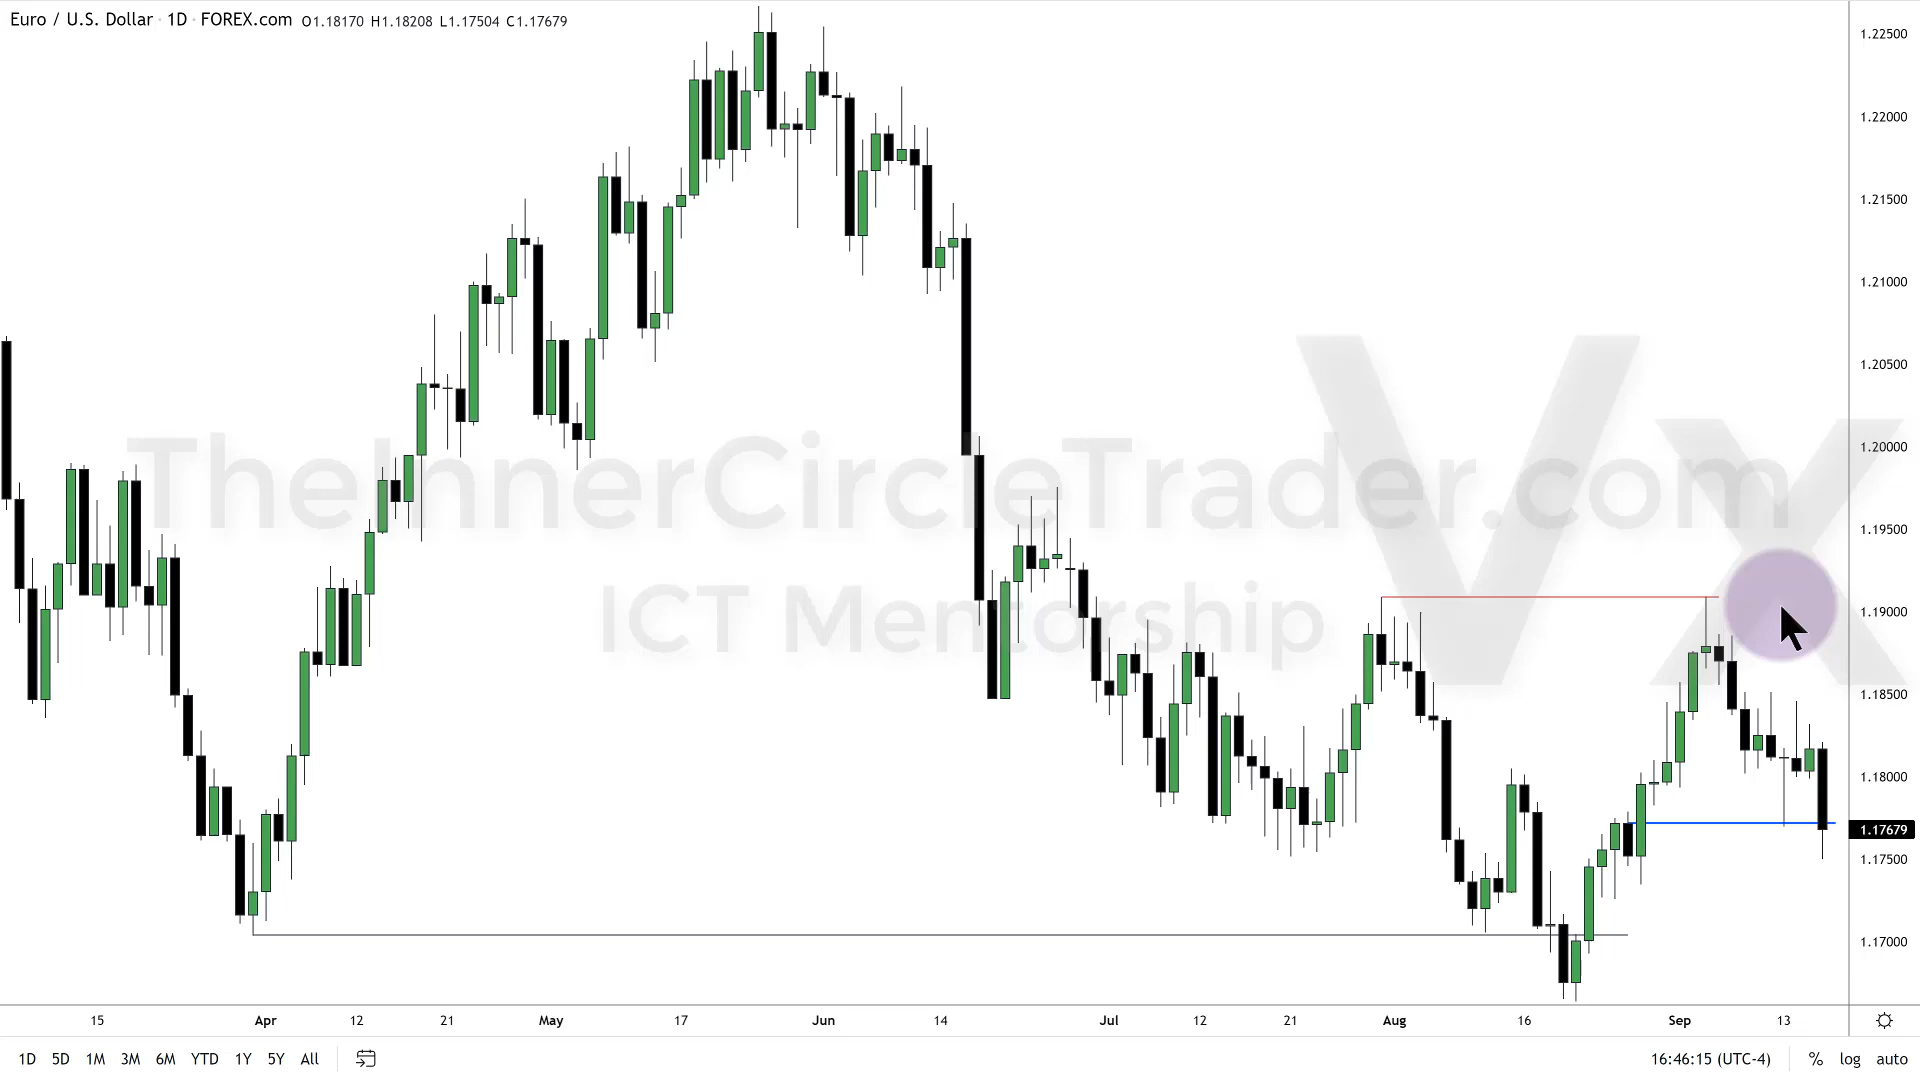 Euro / U.S. Dollar · 1D · FOREX.com O1.18170 H1.18208 L1.17504 C1.17679
1.22500
1.22000
1.21500
1.21000
1.20500
1.20000
TheInnerCircleTrader.com
VX
1.19500
ICT Mentorship
1.19000
1.18500
1.18000
1.17679
1.17500
1.17000
15 Apr 12 21 May 17 Jun 14 Jul 12 21 Aug 16 Sep 13
1D 5D 1M 3M 6M YTD 1Y 5Y All 16:46:15 (UTC-4) % log auto